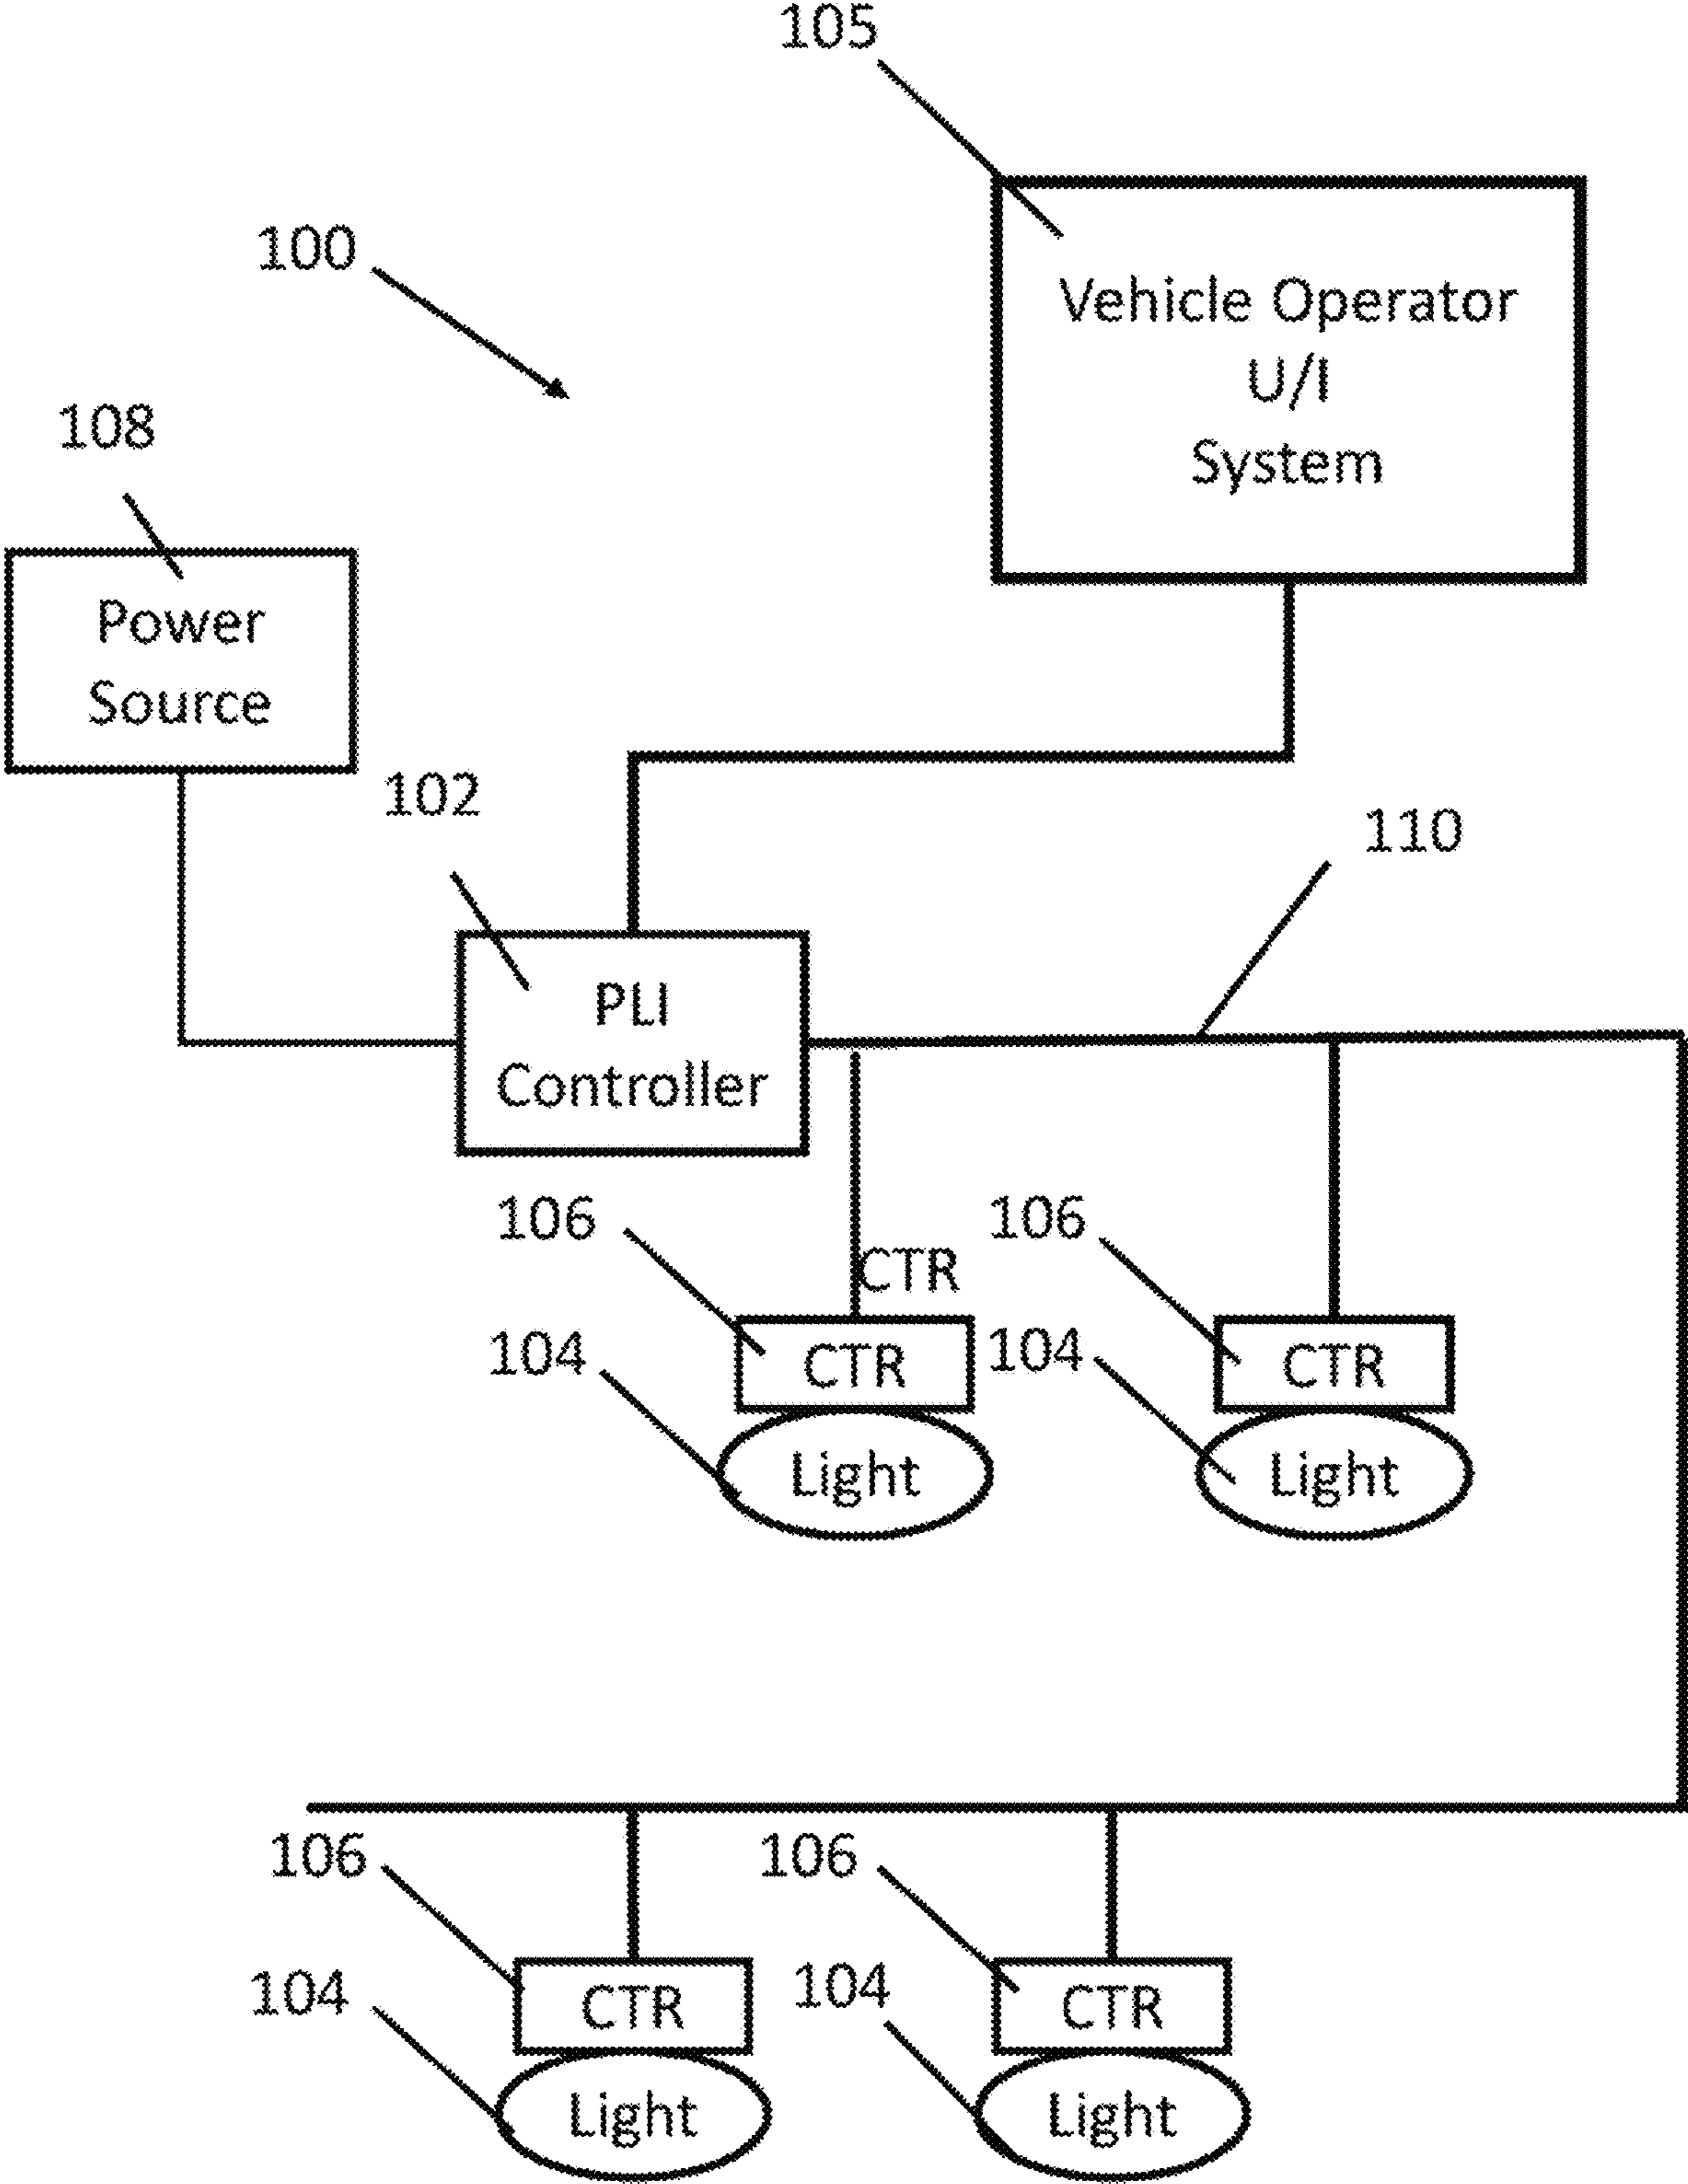 105
100
Vehicle Operator
U/I
System
108
Power
Source
102
110
PLI
Controller
106
106
CTR
104
104
CTR
CTR
Light
Light
106
106
104
104
CTR
CTR
Light
Light